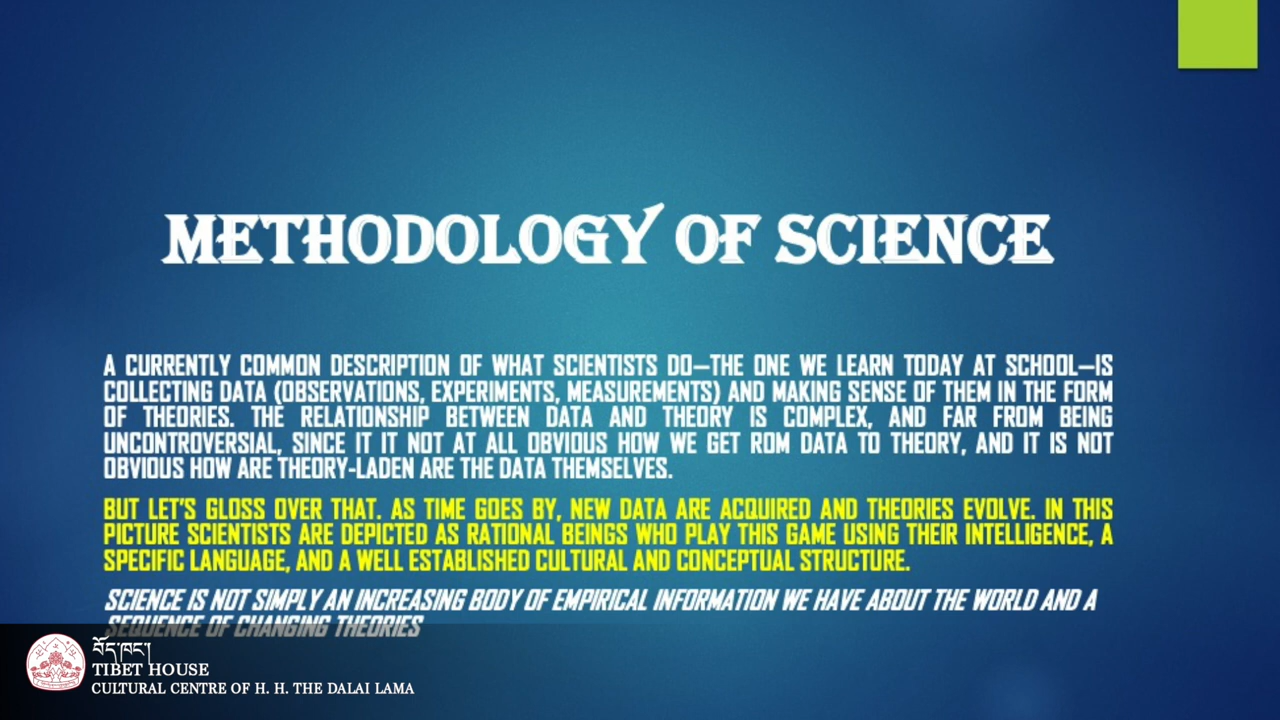 METHODOLOGY OF SCIENCE
A CURRENTLY COMMON DESCRIPTION OF WHAT SCIENTISTS DO—THE ONE WE LEARN TODAY AT SCHOOL—IS
COLLECTING DATA (OBSERVATIONS, EXPERIMENTS, MEASUREMENTS) AND MAKING SENSE OF THEM IN THE FORM
OF THEORIES. THE RELATIONSHIP BETWEEN DATA AND THEORY IS COMPLEX, AND FAR FROM BEING
UNCONTROVERSIAL, SINCE IT IT NOT AT ALL OBVIOUS HOW WE GET ROM DATA TO THEORY, AND IT IS NOT
OBVIOUS HOW ARE THEORY-LADEN ARE THE DATA THEMSELVES.
BUT LET'S GLOSS OVER THAT. AS TIME GOES BY, NEW DATA ARE ACQUIRED AND THEORIES EVOLVE. IN THIS
PICTURE SCIENTISTS ARE DEPICTED AS RATIONAL BEINGS WHO PLAY THIS GAME USING THEIR INTELLIGENCE, A
SPECIFIC LANGUAGE, AND A WELL ESTABLISHED CULTURAL AND CONCEPTUAL STRUCTURE.
SCIENCE IS NOT SIMPLY AN INCREASING BODY OF EMPIRICAL INFORMATION WE HAVE ABOUT THE WORLD AND A
SEQUENCE OF CHANGING THEORIES
བོད་ཁང།
TIBET HOUSE
CULTURAL CENTRE OF H. H. THE DALAI LAMA